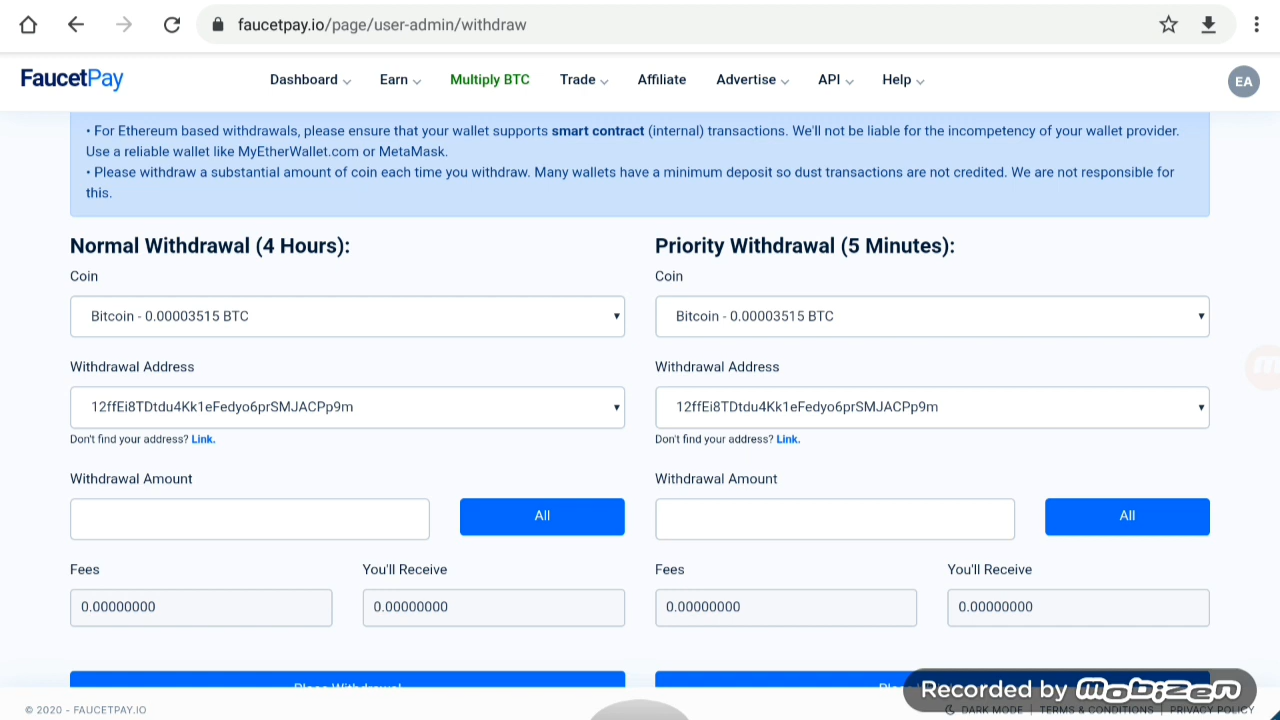 faucetpay.io/page/user-admin/withdraw
FaucetPay
Dashboard
Earn
Multiply BTC
Trade
Affiliate
Advertise
API
Help
EA
• For Ethereum based withdrawals, please ensure that your wallet supports smart contract (internal) transactions. We'll not be liable for the incompetency of your wallet provider.
Use a reliable wallet like MyEtherWallet.com or MetaMask.
• Please withdraw a substantial amount of coin each time you withdraw. Many wallets have a minimum deposit so dust transactions are not credited. We are not responsible for
this.
Normal Withdrawal (4 Hours):
Coin
Bitcoin - 0.00003515 BTC
Withdrawal Address
12ffEi8TDtdu4Kk1eFedyo6prSMJACPp9m
Don't find your address? Link.
Withdrawal Amount
All
Fees
You'll Receive
0.00000000
0.00000000
Priority Withdrawal (5 Minutes):
Coin
Bitcoin - 0.00003515 BTC
Withdrawal Address
12ffEi8TDtdu4Kk1eFedyo6prSMJACPp9m
Don't find your address? Link.
Withdrawal Amount
All
Fees
You'll Receive
0.00000000
0.00000000
Place Withdrawal
Recorded by mobizen
© 2020 - FAUCETPAY.IO
DARK MODE | TERMS & CONDITIONS | PRIVACY POLICY